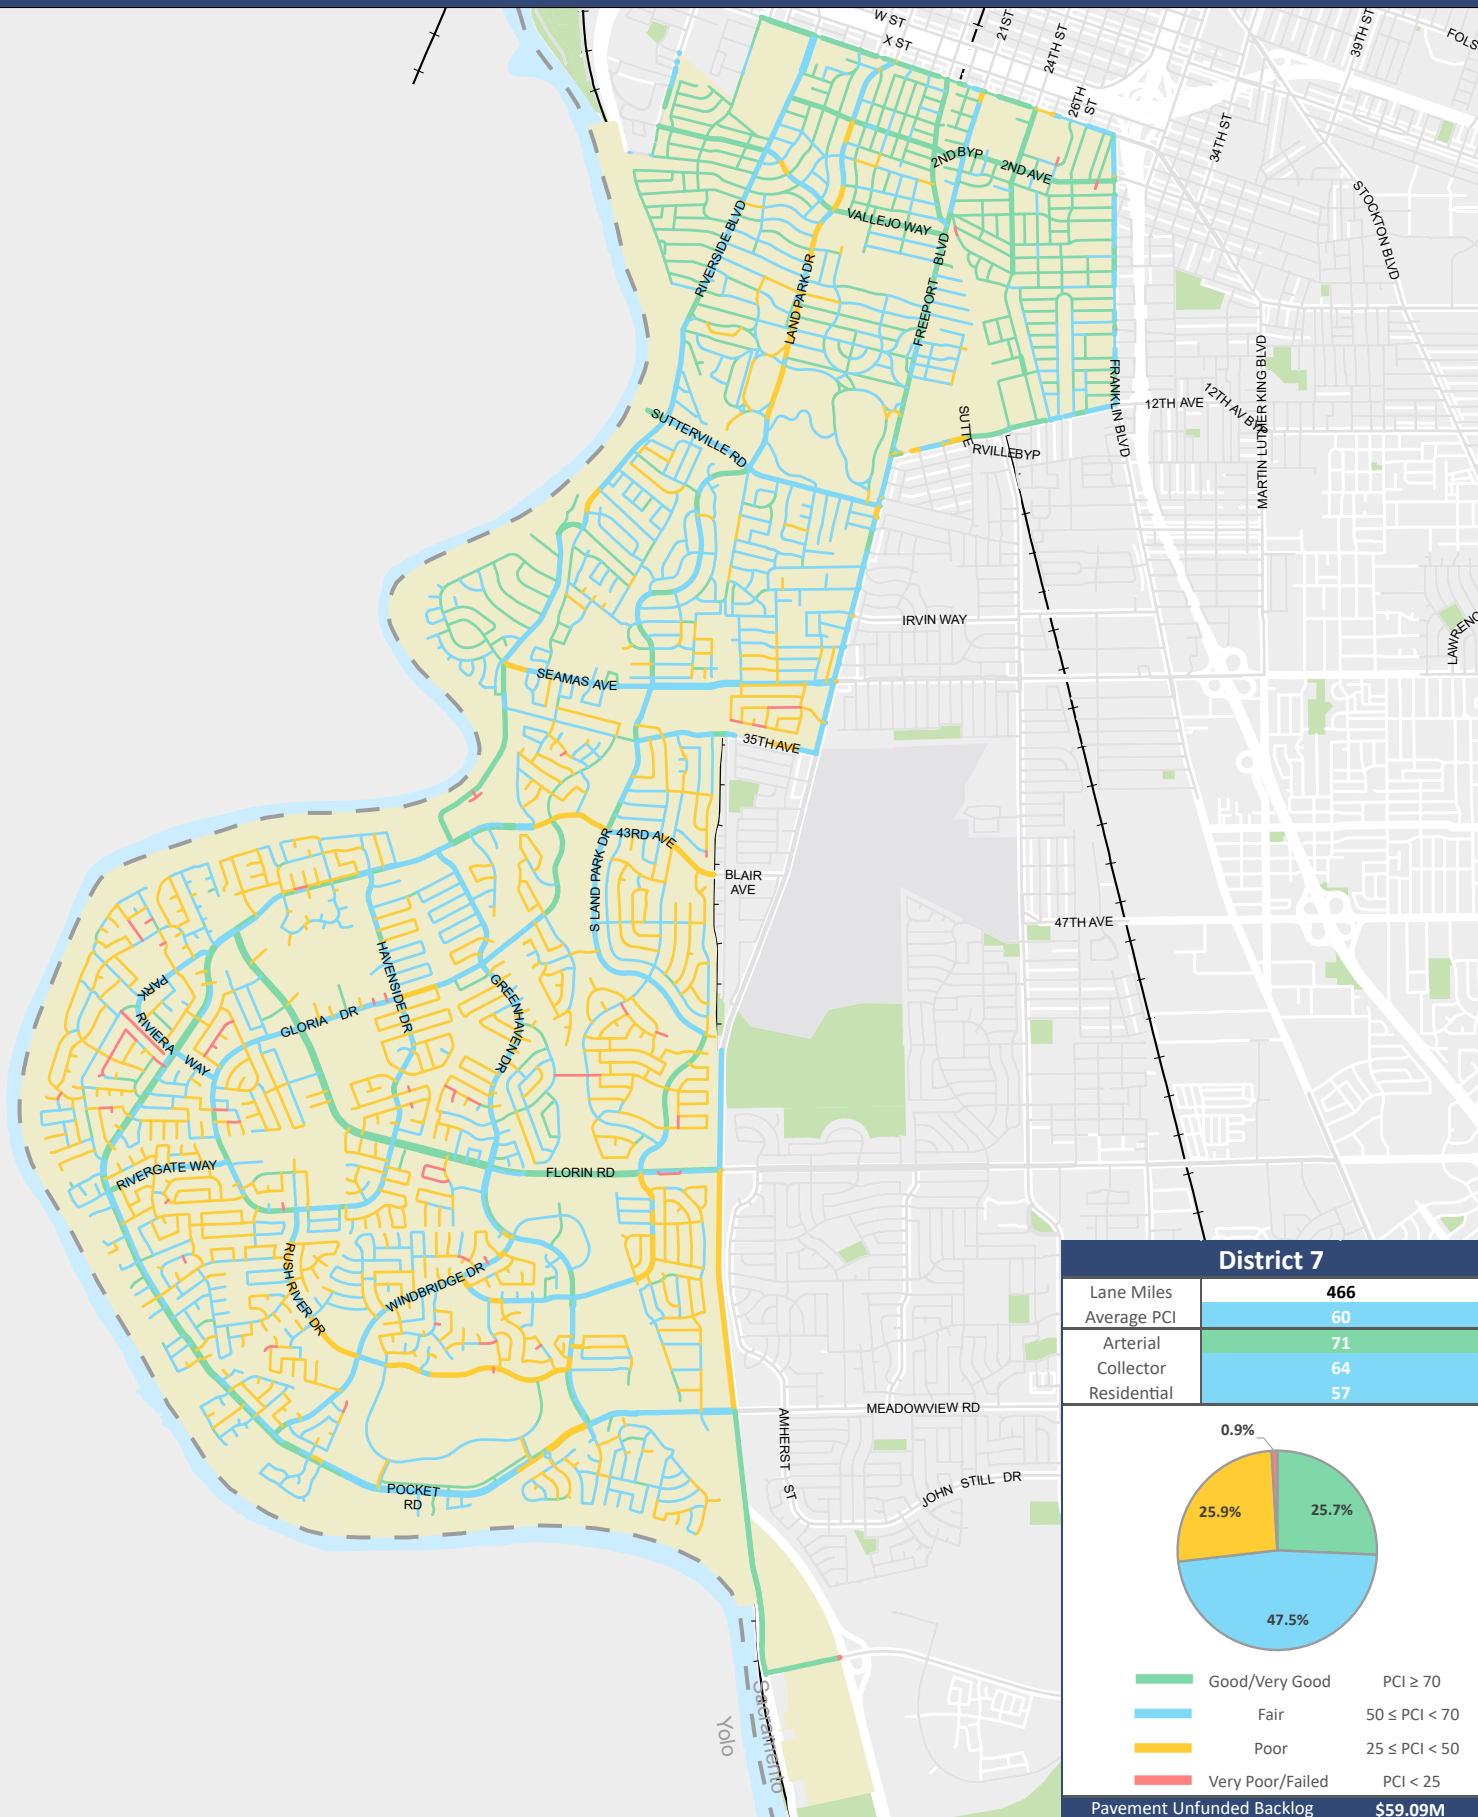 W ST
X ST
21ST
24TH ST
26TH
ST
39TH ST
34TH ST
STOCKTON BLVD
2ND BYP
2ND AVE
VALLEJO WAY
RIVERSIDE BLVD
LAND PARK DR
FREEPORT BLVD
FRANKLIN BLVD
MARTIN LUTHER KING BLVD
12TH AVE
12TH AV BYP
SUTTERVILLE RD
SUTTE
RVILLEBYP
IRVIN WAY
SEAMAS AVE
35TH AVE
S LAND PARK DR
43RD AVE
BLAIR
AVE
47TH AVE
HAVENSIDE DR
GREENHAVEN DR
PARK
RIVIERA WAY
GLORIA DR
RIVERGATE WAY
FLORIN RD
RUSH RIVER DR
WINDBRIDGE DR
MEADOWVIEW RD
AMHERST ST
JOHN STILL DR
POCKET
RD
Yolo
Sacramento
District 7
Lane Miles 466
Average PCI 60
Arterial 71
Collector 64
Residential 57
0.9%
25.9%
25.7%
47.5%
Good/Very Good PCI ≥ 70
Fair 50 ≤ PCI < 70
Poor 25 ≤ PCI < 50
Very Poor/Failed PCI < 25
Pavement Unfunded Backlog $59.09M